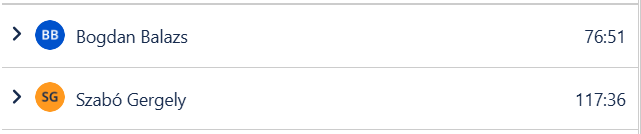 BB Bogdan Balazs 76:51
SG Szabó Gergely 117:36